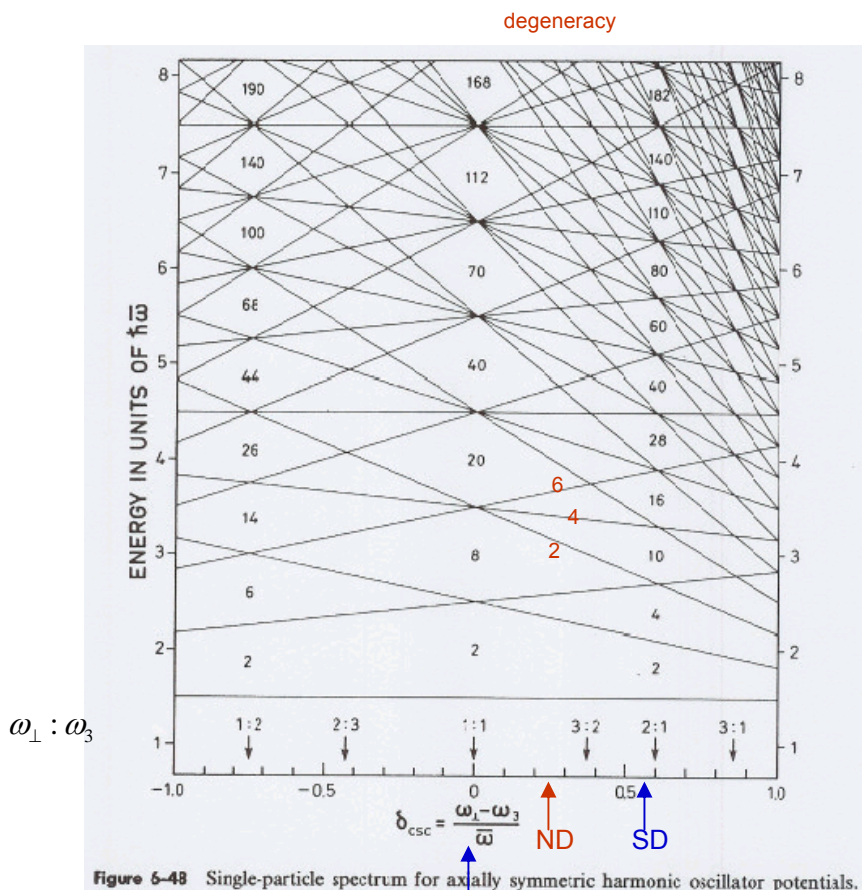 degeneracy
8 168 8
190 182
140 140
7 112 7
110
100
6 70 80 6
68 60
5 40 5
44 40
28
4 26 20 4
6 16
14 4
3 2 8 10 3
6
4
2 2 2 2 2
ω⊥ : ω₃
1:2 2:3 1:1 3:2 2:1 3:1
1 1
-1.0 -0.5 0 0.5 1.0
ENERGY IN UNITS OF ħω̄
δcsc = (ω⊥-ω₃)/ω̄
ND SD
Figure 6-48 Single-particle spectrum for axially symmetric harmonic oscillator potentials.